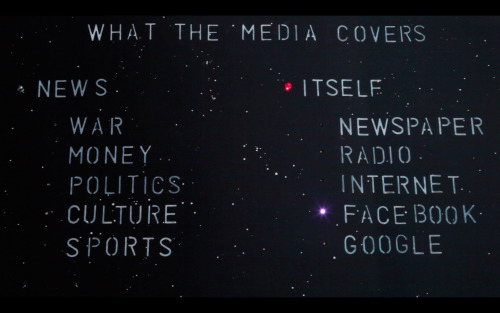 WHAT THE MEDIA COVERS
NEWS
WAR
MONEY
POLITICS
CULTURE
SPORTS
ITSELF
NEWSPAPER
RADIO
INTERNET
FACEBOOK
GOOGLE